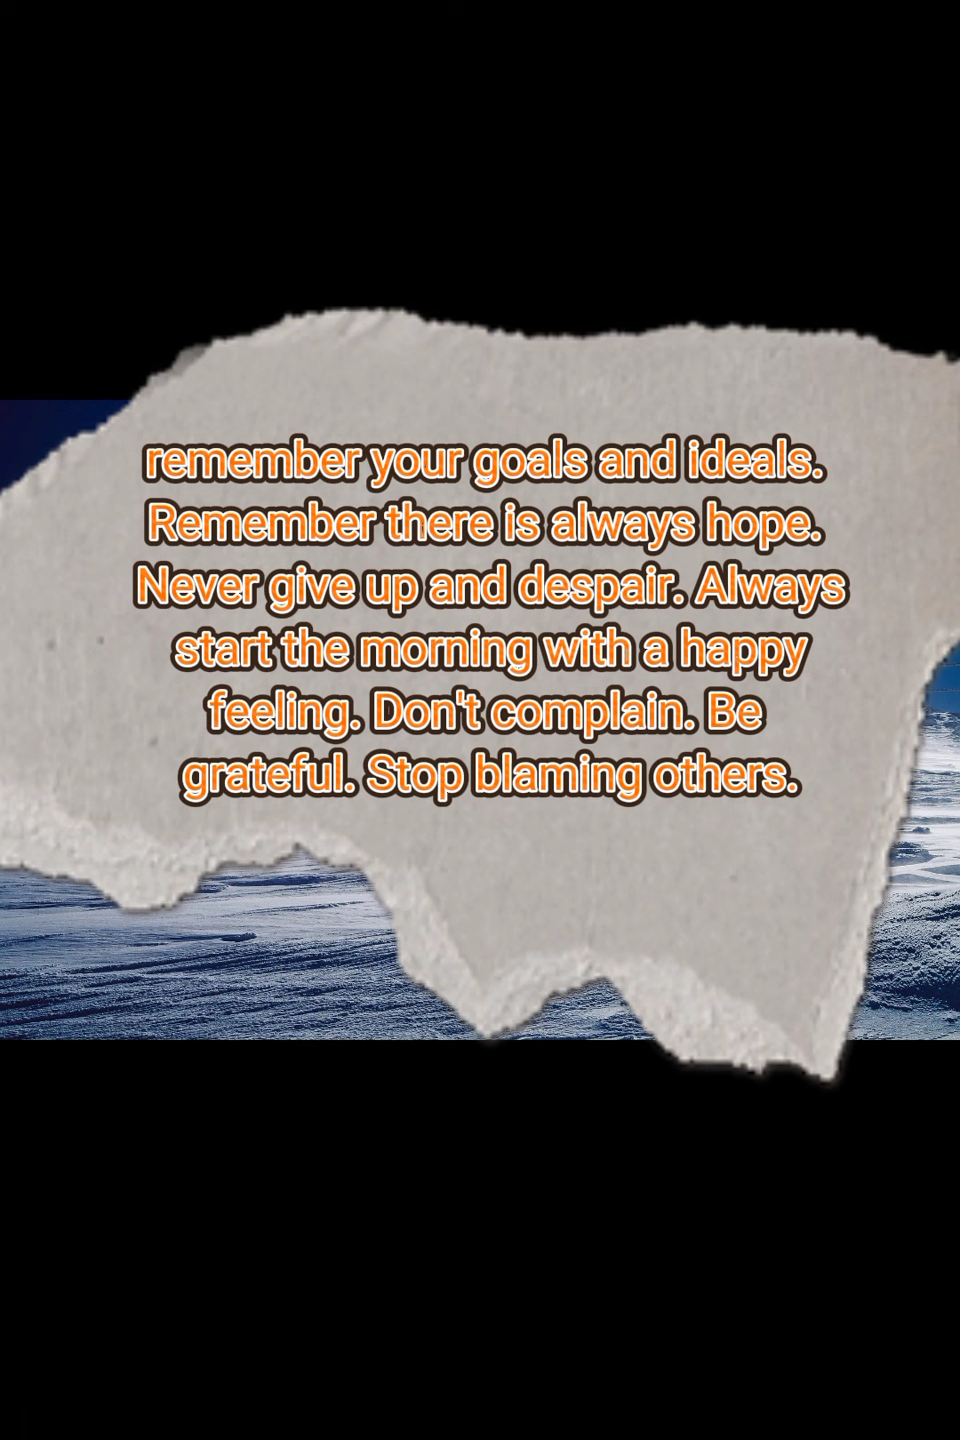 remember your goals and ideals.
Remember there is always hope.
Never give up and despair. Always
start the morning with a happy
feeling. Don't complain. Be
grateful. Stop blaming others.